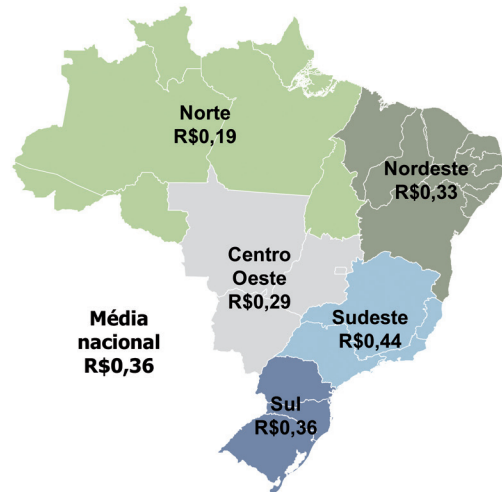 Norte
R$0,19
Nordeste
R$0,33
Centro
Oeste
R$0,29
Sudeste
R$0,44
Média
nacional
R$0,36
Sul
R$0,36